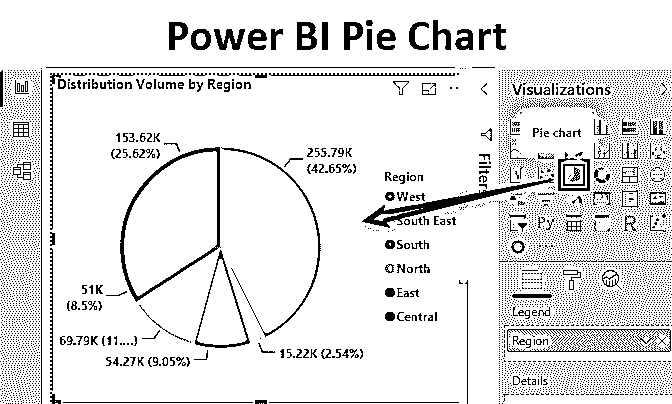 Power BI Pie Chart
Distribution Volume by Region
Visualizations
Pie chart
Filters
153.62K
(25.62%)
255.79K
(42.65%)
Region
West
South East
South
North
East
Central
51K
(8.5%)
69.79K (11....)
54.27K (9.05%)
15.22K (2.54%)
Py
R
Legend
Region
Details